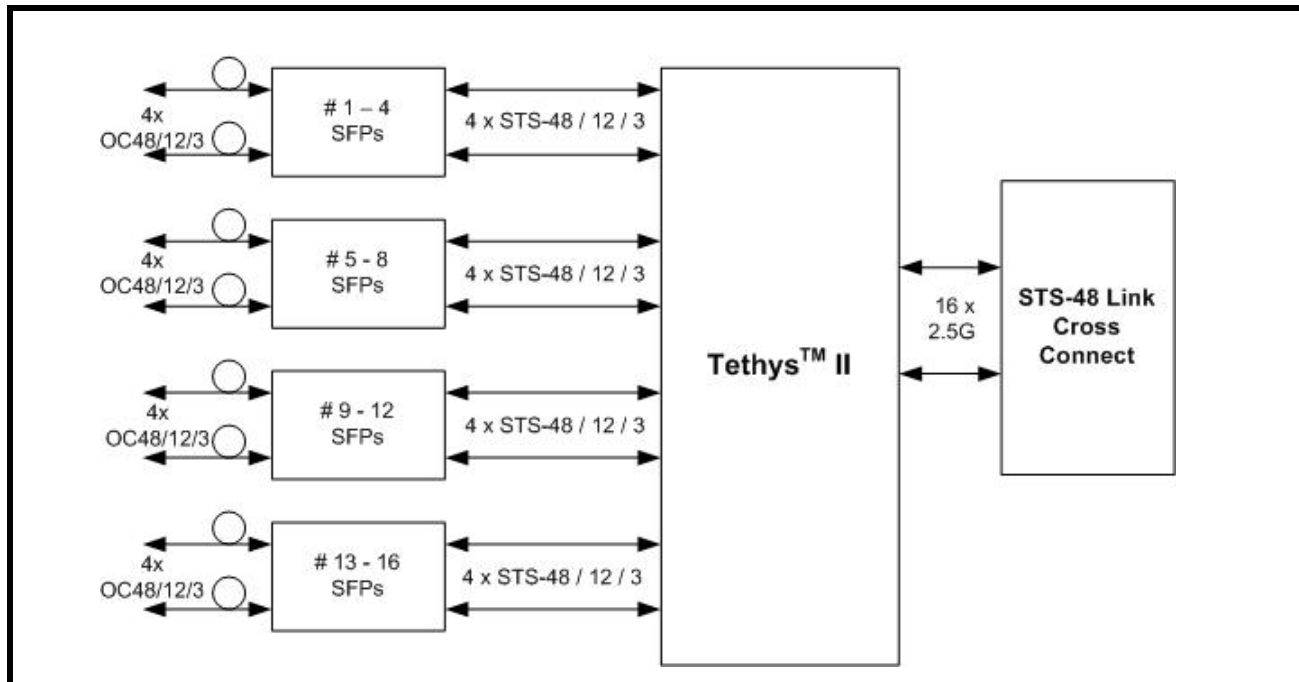 4x
OC48/12/3
# 1 – 4
SFPs
4 x STS-48 / 12 / 3
4x
OC48/12/3
# 5 - 8
SFPs
4 x STS-48 / 12 / 3
4x
OC48/12/3
# 9 - 12
SFPs
4 x STS-48 / 12 / 3
4x
OC48/12/3
# 13 - 16
SFPs
4 x STS-48 / 12 / 3
Tethys™ II
16 x
2.5G
STS-48 Link
Cross
Connect